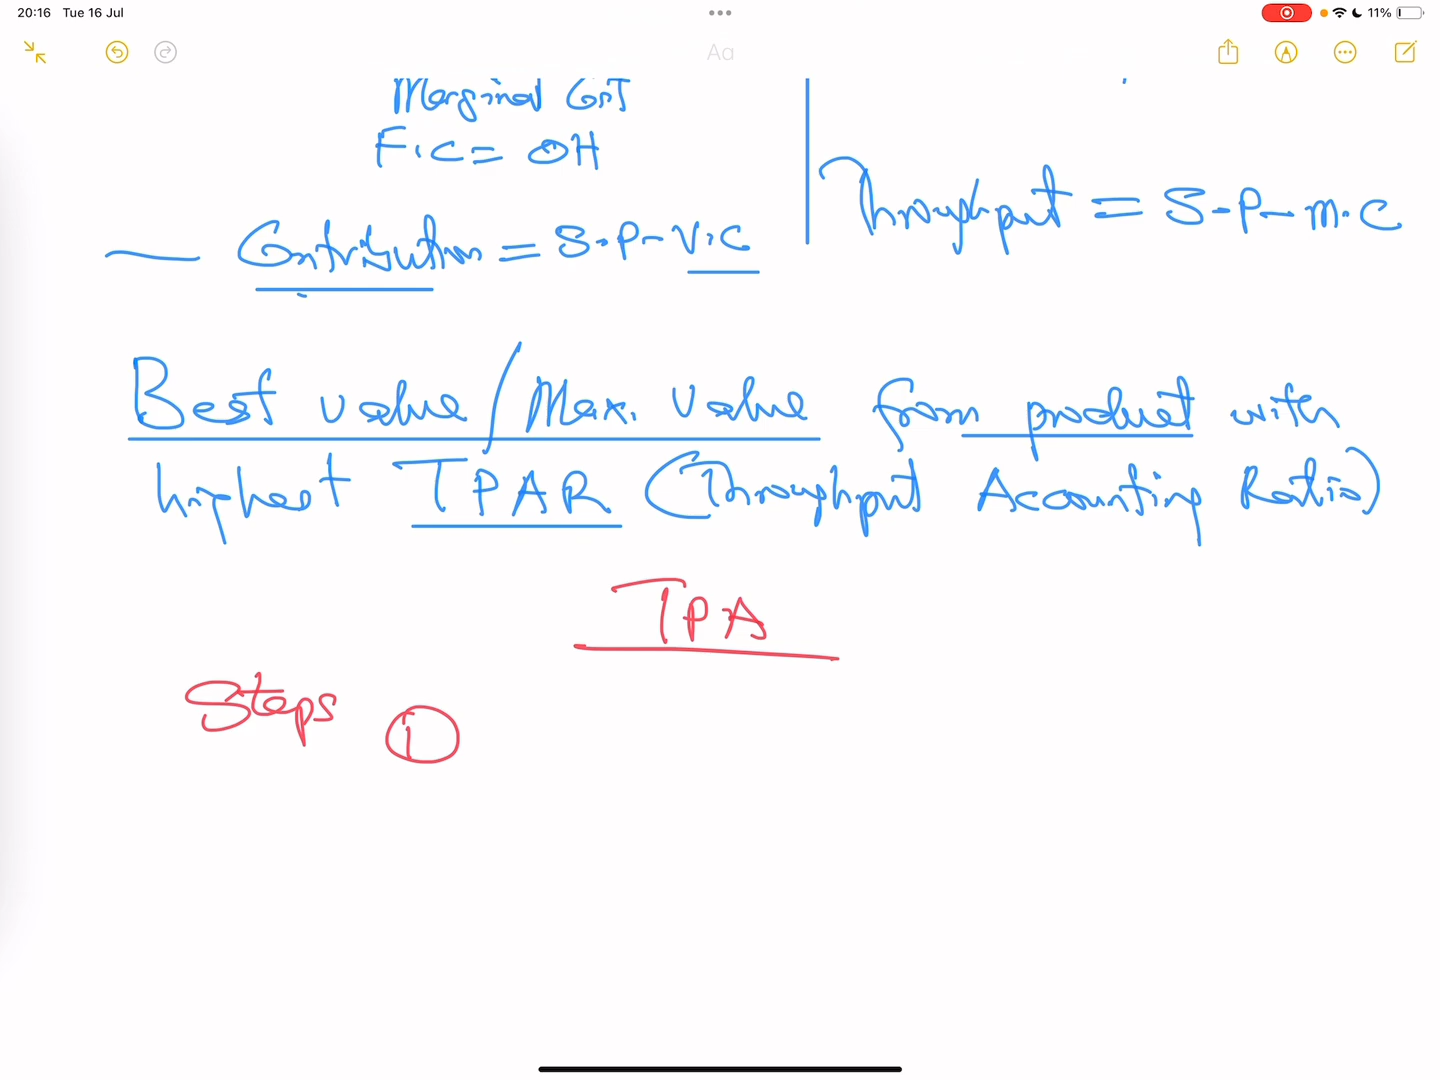 20:16 Tue 16 Jul
11%
Aa
Marginal Cost
F.C = OH
Contribution = S.P - V.C
Throughput = S.P - M.C
Best value / Max. value from product with
highest TPAR (Throughput Accounting Ratio)
TPA
Steps 1